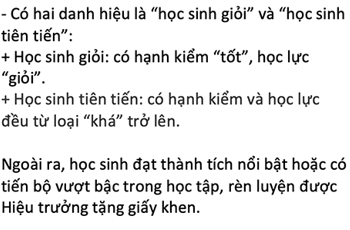 - Có hai danh hiệu là “học sinh giỏi” và “học sinh
tiên tiến”:
+ Học sinh giỏi: có hạnh kiểm “tốt”, học lực
“giỏi”.
+ Học sinh tiên tiến: có hạnh kiểm và học lực
đều từ loại “khá” trở lên.
Ngoài ra, học sinh đạt thành tích nổi bật hoặc có
tiến bộ vượt bậc trong học tập, rèn luyện được
Hiệu trưởng tặng giấy khen.